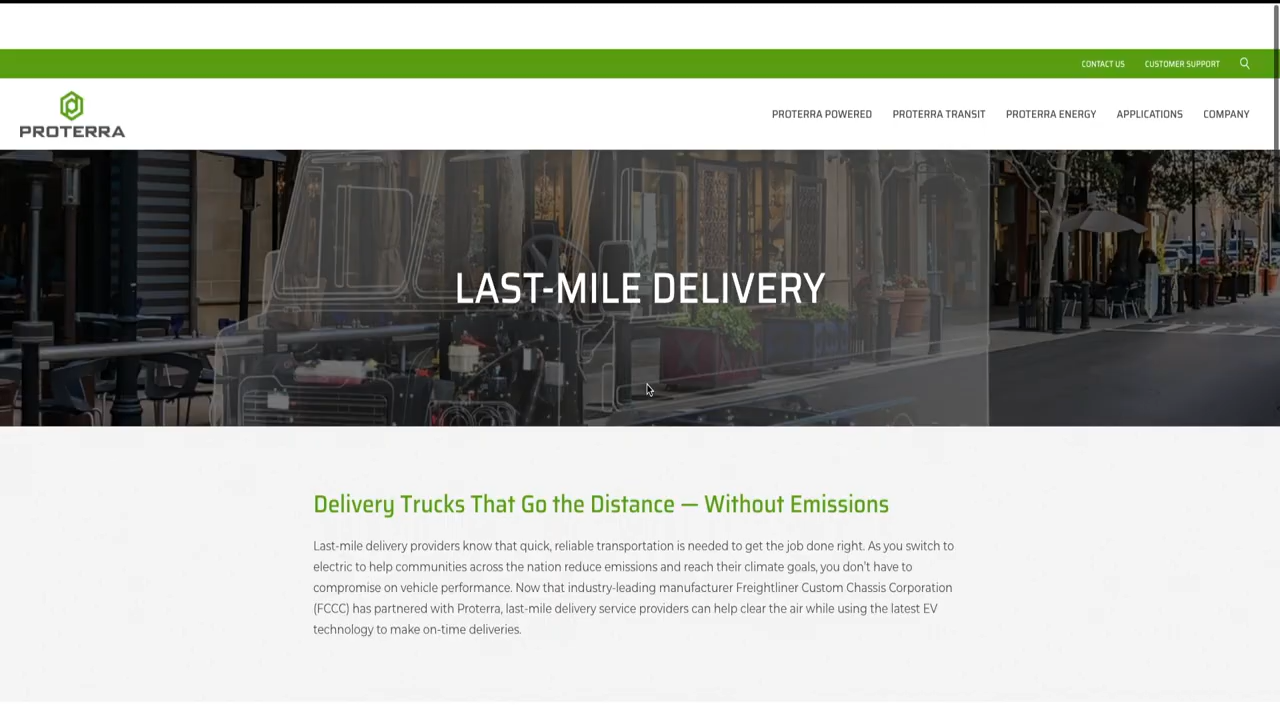 CONTACT US CUSTOMER SUPPORT
PROTERRA
PROTERRA POWERED PROTERRA TRANSIT PROTERRA ENERGY APPLICATIONS COMPANY
LAST-MILE DELIVERY
Delivery Trucks That Go the Distance — Without Emissions
Last-mile delivery providers know that quick, reliable transportation is needed to get the job done right. As you switch to
electric to help communities across the nation reduce emissions and reach their climate goals, you don't have to
compromise on vehicle performance. Now that industry-leading manufacturer Freightliner Custom Chassis Corporation
(FCCC) has partnered with Proterra, last-mile delivery service providers can help clear the air while using the latest EV
technology to make on-time deliveries.